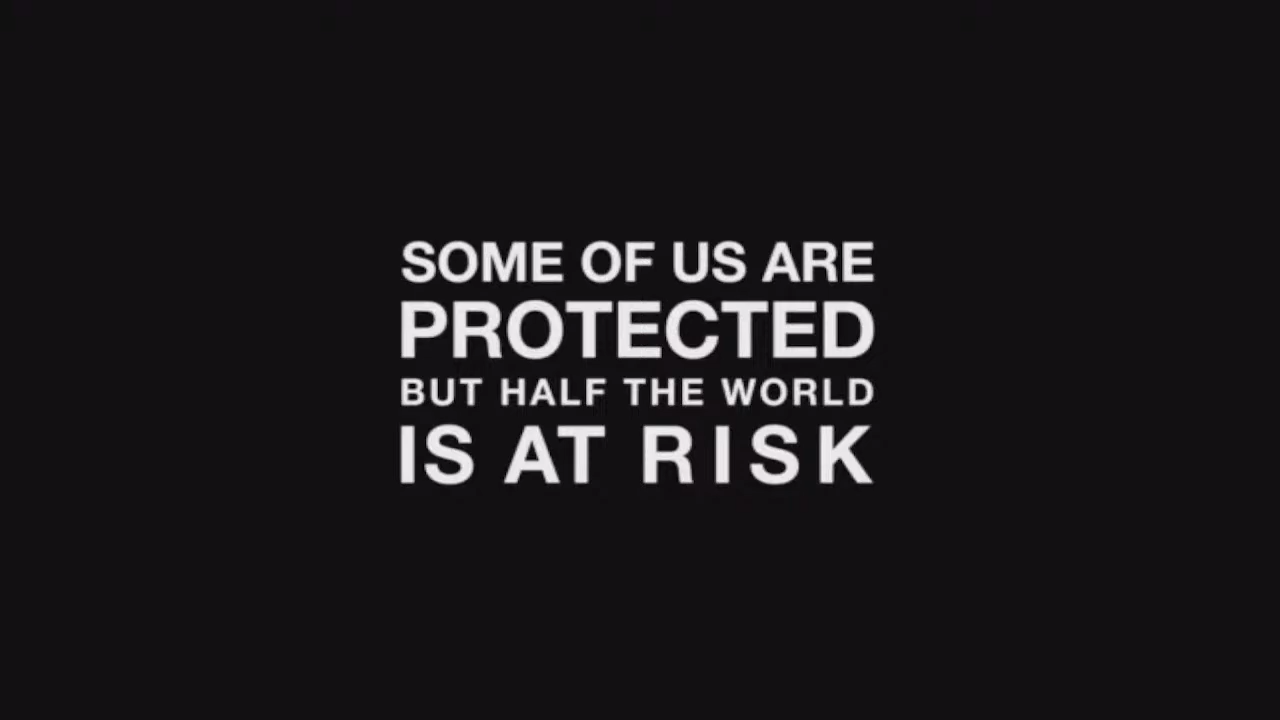 SOME OF US ARE
PROTECTED
BUT HALF THE WORLD
IS AT RISK